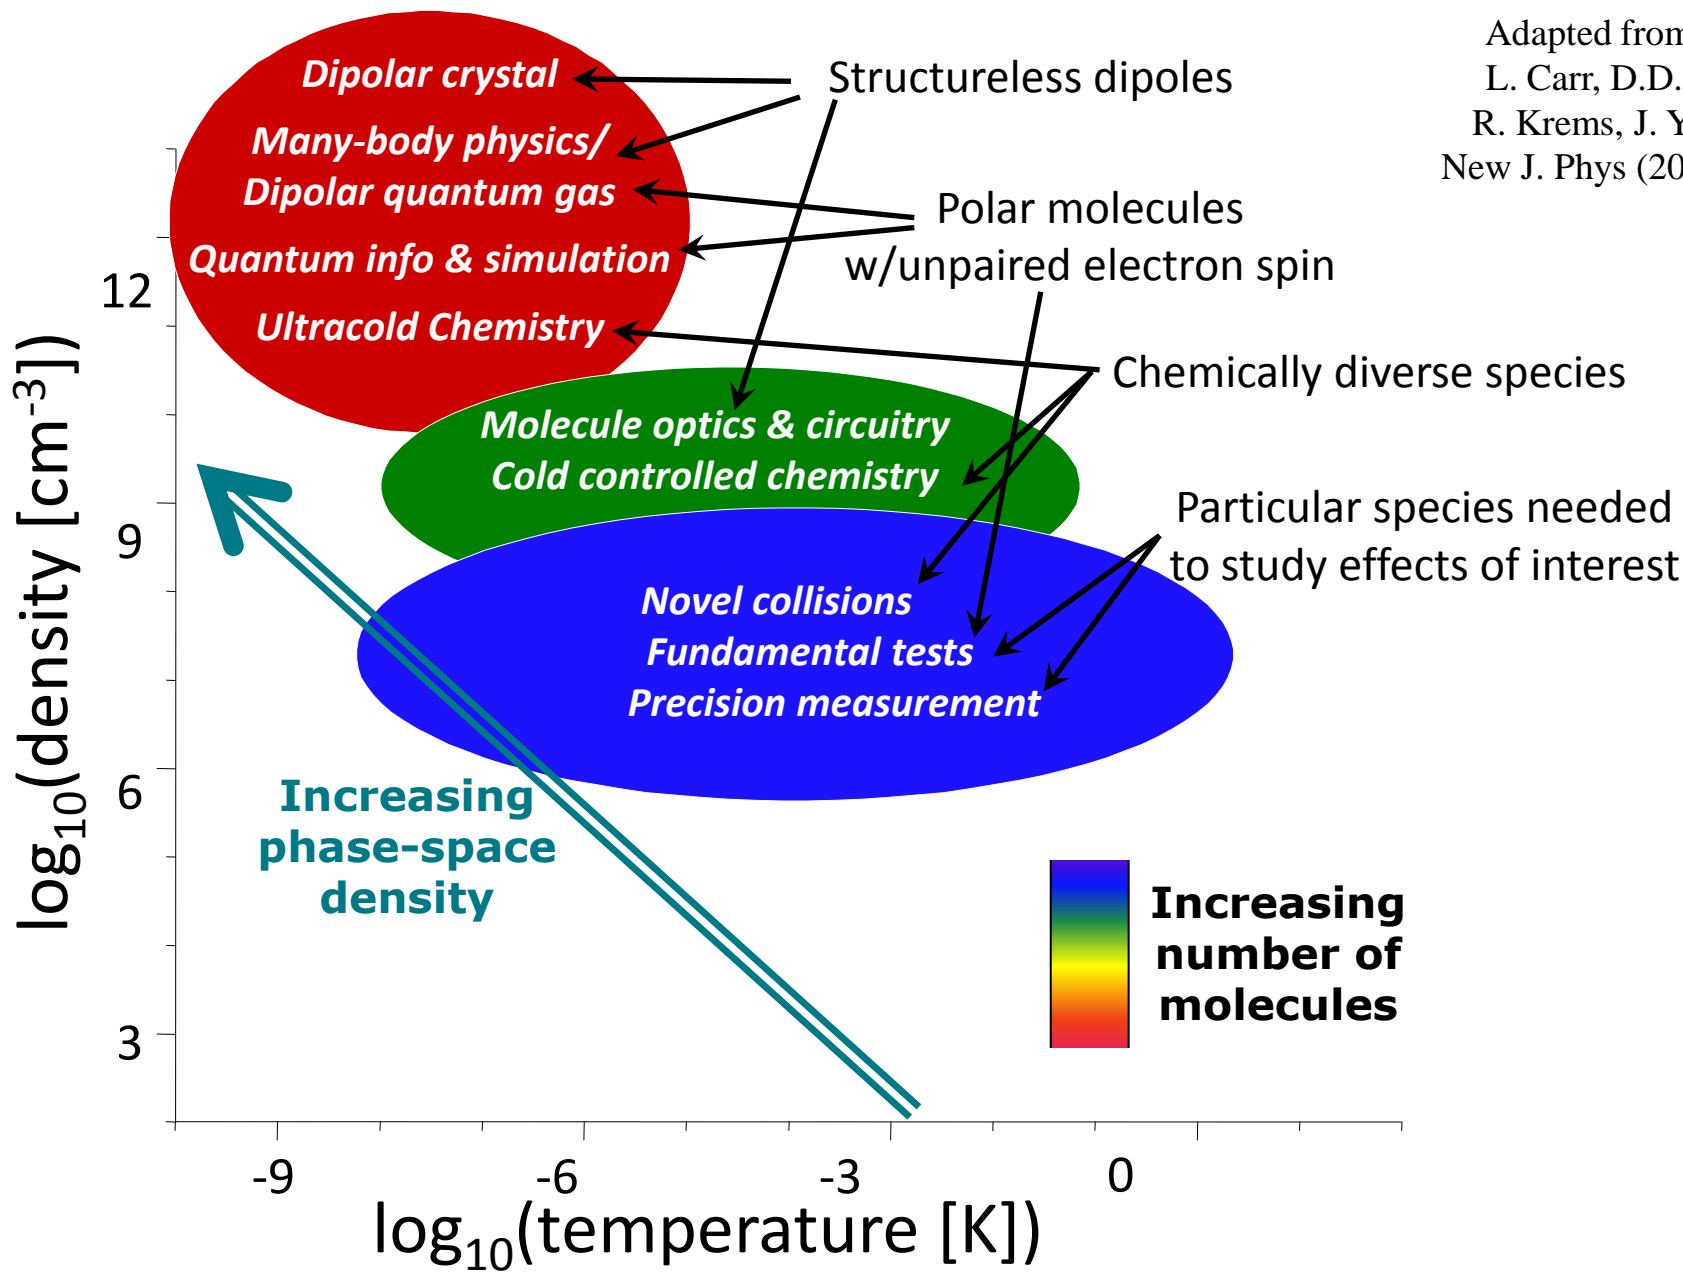 Adapted from
L. Carr, D.D.
R. Krems, J. Y
New J. Phys (20
Dipolar crystal
Many-body physics/
Dipolar quantum gas
Quantum info & simulation
Ultracold Chemistry
Structureless dipoles
Polar molecules
w/unpaired electron spin
Chemically diverse species
Particular species needed
to study effects of interest
Molecule optics & circuitry
Cold controlled chemistry
Novel collisions
Fundamental tests
Precision measurement
Increasing
phase-space
density
Increasing
number of
molecules
log10(density [cm-3])
12
9
6
3
-9 -6 -3 0
log10(temperature [K])